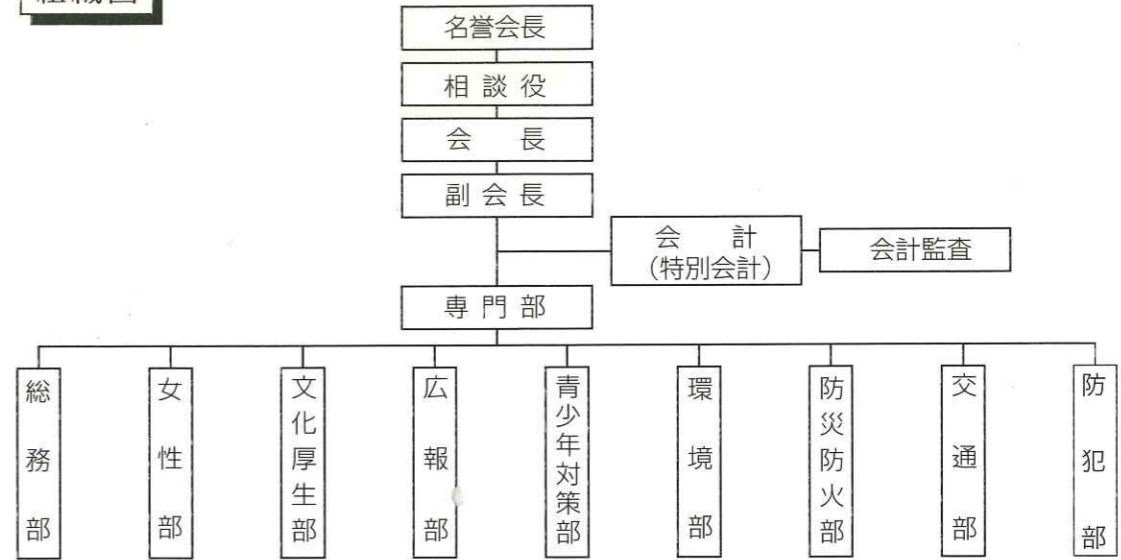 組織図
名誉会長
相談役
会長
副会長
会計
(特別会計)
会計監査
専門部
総務部
女性部
文化厚生部
広報部
青少年対策部
環境部
防災防火部
交通部
防犯部